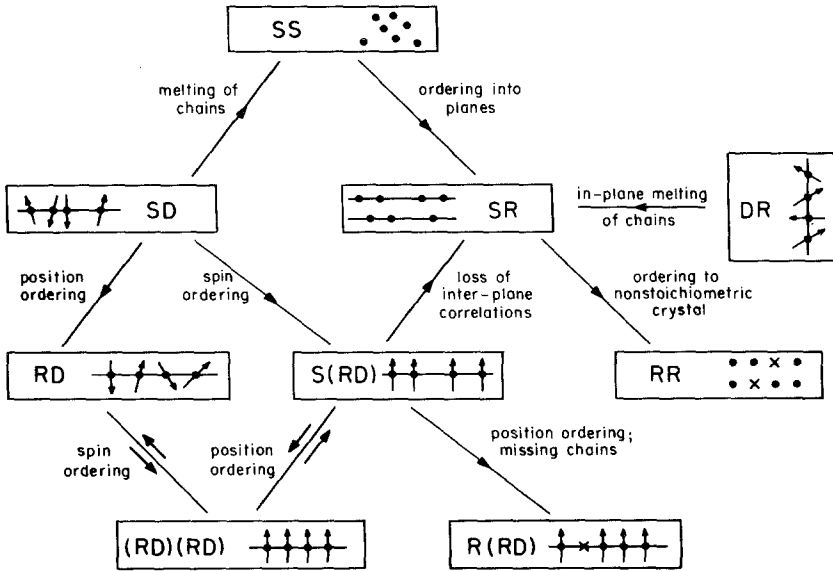 SS
melting of
chains
ordering into
planes
SD
SR
in-plane melting
of chains
DR
position
ordering
spin
ordering
loss of
inter-plane
correlations
ordering to
nonstoichiometric
crystal
RD
S(RD)
RR
spin
ordering
position
ordering
position ordering;
missing chains
(RD)(RD)
R(RD)